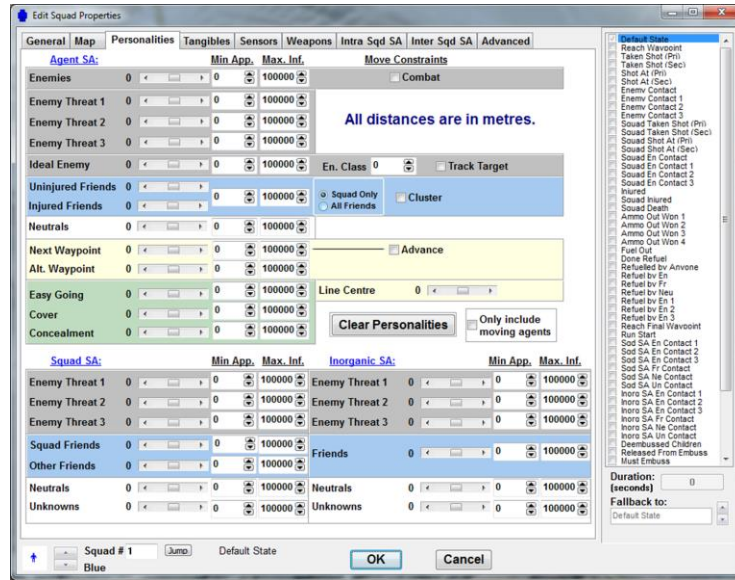 Edit Squad Properties
General Map Personalities Tangibles Sensors Weapons Intra Sqd SA Inter Sqd SA Advanced
Agent SA: Min App. Max. Inf. Move Constraints
Enemies 0 0 100000 Combat
Enemy Threat 1 0 0 100000
Enemy Threat 2 0 0 100000
Enemy Threat 3 0 0 100000
All distances are in metres.
Ideal Enemy 0 0 100000 En. Class 0 Track Target
Uninjured Friends 0
Injured Friends 0
0 100000
Squad Only
All Friends
Cluster
Neutrals 0 0 100000
Next Waypoint 0 0 100000 Advance
Alt. Waypoint 0 0 100000
Easy Going 0 0 100000 Line Centre 0
Cover 0 0 100000
Concealment 0 0 100000
Clear Personalities
Only include
moving agents
Squad SA: Min App. Max. Inf. Inorganic SA: Min App. Max. Inf.
Enemy Threat 1 0 0 100000 Enemy Threat 1 0 0 100000
Enemy Threat 2 0 0 100000 Enemy Threat 2 0 0 100000
Enemy Threat 3 0 0 100000 Enemy Threat 3 0 0 100000
Squad Friends 0 0 100000 Friends 0 0 100000
Other Friends 0 0 100000
Neutrals 0 0 100000 Neutrals 0 0 100000
Unknowns 0 0 100000 Unknowns 0 0 100000
Squad # 1 Jump Default State
Blue
OK Cancel
Default State
Reach Waypoint
Taken Shot (Pri)
Taken Shot (Sec)
Shot At (Pri)
Shot At (Sec)
Enemy Contact
Enemy Contact 1
Enemy Contact 2
Enemy Contact 3
Squad Taken Shot (Pri)
Squad Taken Shot (Sec)
Squad Shot At (Pri)
Squad Shot At (Sec)
Squad En Contact
Squad En Contact 1
Squad En Contact 2
Squad En Contact 3
Injured
Squad Injured
Squad Death
Ammo Out Wpn 1
Ammo Out Wpn 2
Ammo Out Wpn 3
Ammo Out Wpn 4
Fuel Out
Done Refuel
Refuelled by Anyone
Refuel by En
Refuel by Fr
Refuel by Neu
Refuel by En 1
Refuel by En 2
Refuel by En 3
Reach Final Waypoint
Run Start
Sqd SA En Contact 1
Sqd SA En Contact 2
Sqd SA En Contact 3
Sqd SA Fr Contact
Sqd SA Ne Contact
Sqd SA Un Contact
Inorg SA En Contact 1
Inorg SA En Contact 2
Inorg SA En Contact 3
Inorg SA Fr Contact
Inorg SA Ne Contact
Inorg SA Un Contact
Deembussed Children
Released From Embuss
Must Embuss
Duration:
(seconds) 0
Fallback to:
Default State